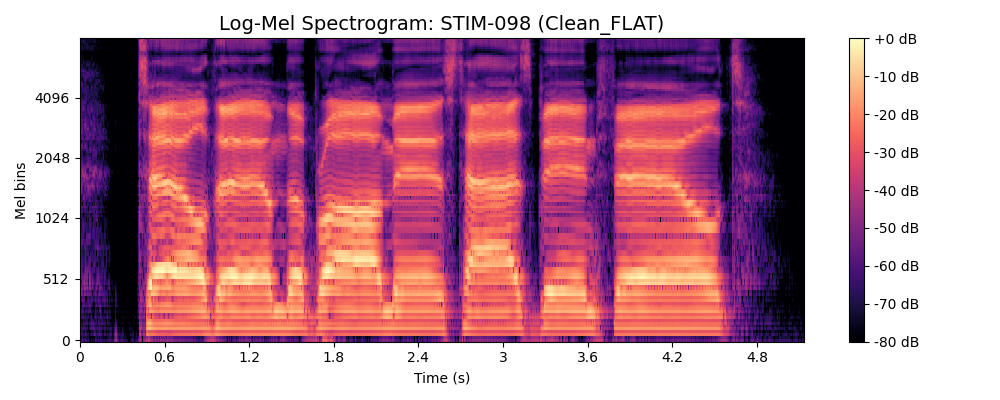 Log-Mel Spectrogram: STIM-098 (Clean_FLAT)
Mel bins
4096
2048
1024
512
0
0 0.6 1.2 1.8 2.4 3 3.6 4.2 4.8
Time (s)
+0 dB
-10 dB
-20 dB
-30 dB
-40 dB
-50 dB
-60 dB
-70 dB
-80 dB